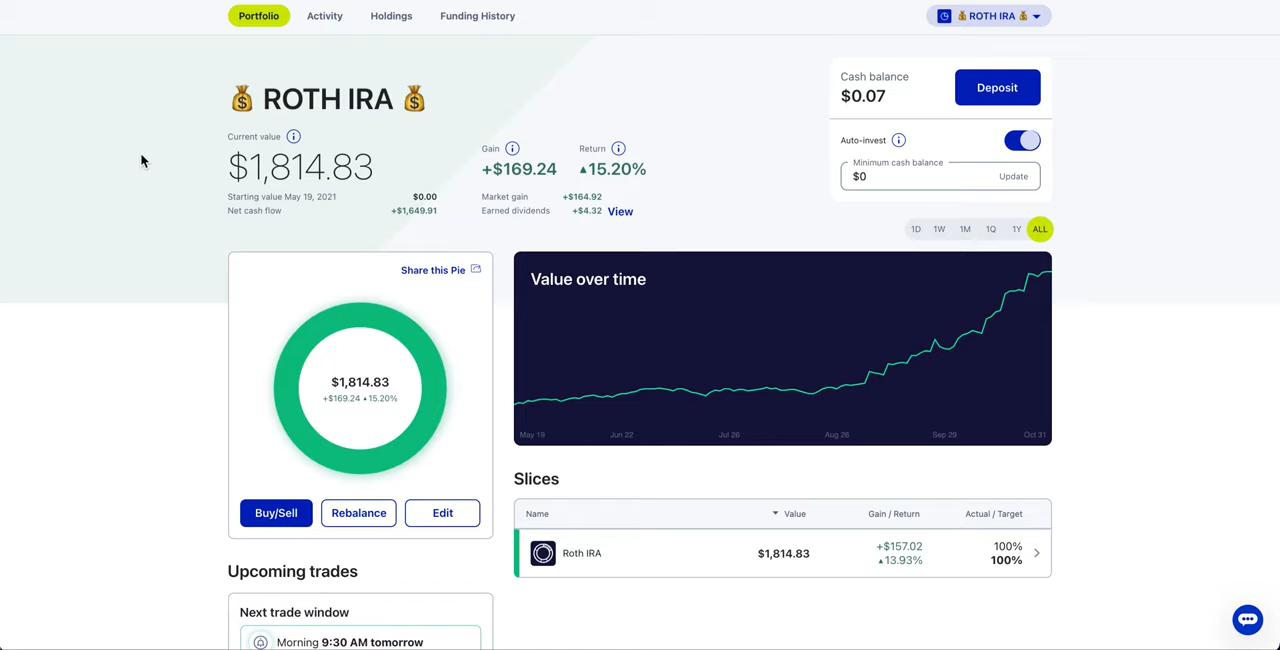 Portfolio
Activity
Holdings
Funding History
ROTH IRA
ROTH IRA
Current value
$1,814.83
Starting value May 19, 2021 $0.00
Net cash flow +$1,649.91
Gain
+$169.24
Return
15.20%
Market gain +$164.92
Earned dividends +$4.32 View
Cash balance
$0.07
Deposit
Auto-invest
Minimum cash balance
$0
Update
1D 1W 1M 1Q 1Y ALL
Share this Pie
$1,814.83
+$169.24 15.20%
Buy/Sell
Rebalance
Edit
Value over time
May 19 Jun 22 Jul 26 Aug 26 Sep 29 Oct 31
Slices
Name Value Gain / Return Actual / Target
Roth IRA $1,814.83 +$157.02 100%
13.93% 100%
Upcoming trades
Next trade window
Morning 9:30 AM tomorrow